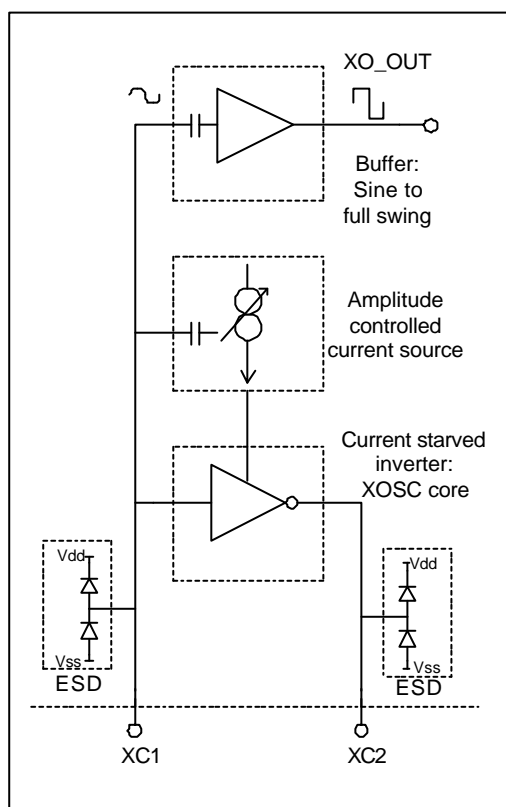 XO_OUT
Buffer:
Sine to
full swing
Amplitude
controlled
current source
Current starved
inverter:
XOSC core
Vdd
Vss
ESD
Vdd
Vss
ESD
XC1
XC2